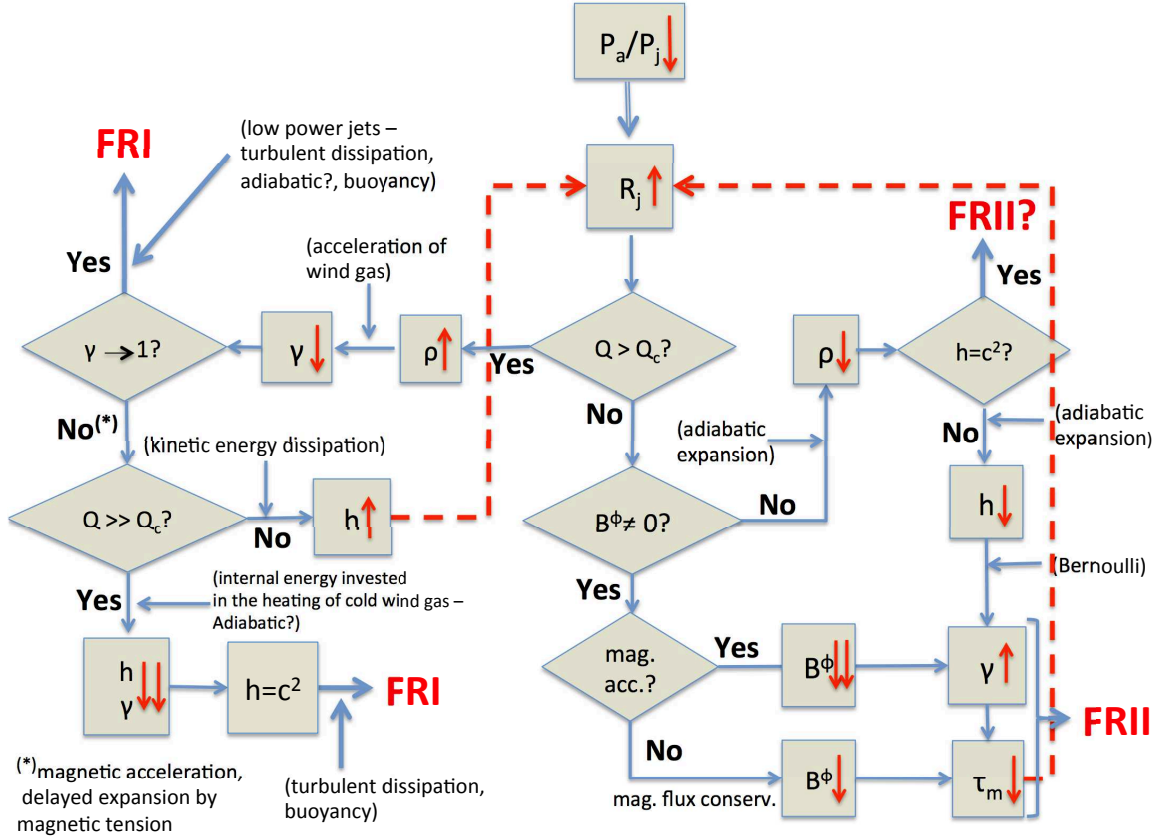 Pa/Pj
FRI
(low power jets –
turbulent dissipation,
adiabatic?, buoyancy)
Rj
FRII?
Yes
(acceleration of
wind gas)
Yes
γ → 1?
γ
ρ
Yes
Q > Qc?
ρ
h=c²?
No(*)
No
(adiabatic
expansion)
No
(adiabatic
expansion)
(kinetic energy dissipation)
Q >> Qc?
No
h
Bᶲ≠ 0?
No
h
Yes
(internal energy invested
in the heating of cold wind gas –
Adiabatic?)
Yes
(Bernoulli)
h
γ
h=c²
FRI
mag.
acc.?
Yes
Bᶲ
γ
FRII
No
(*)magnetic acceleration,
delayed expansion by
magnetic tension
(turbulent dissipation,
buoyancy)
mag. flux conserv.
Bᶲ
τm